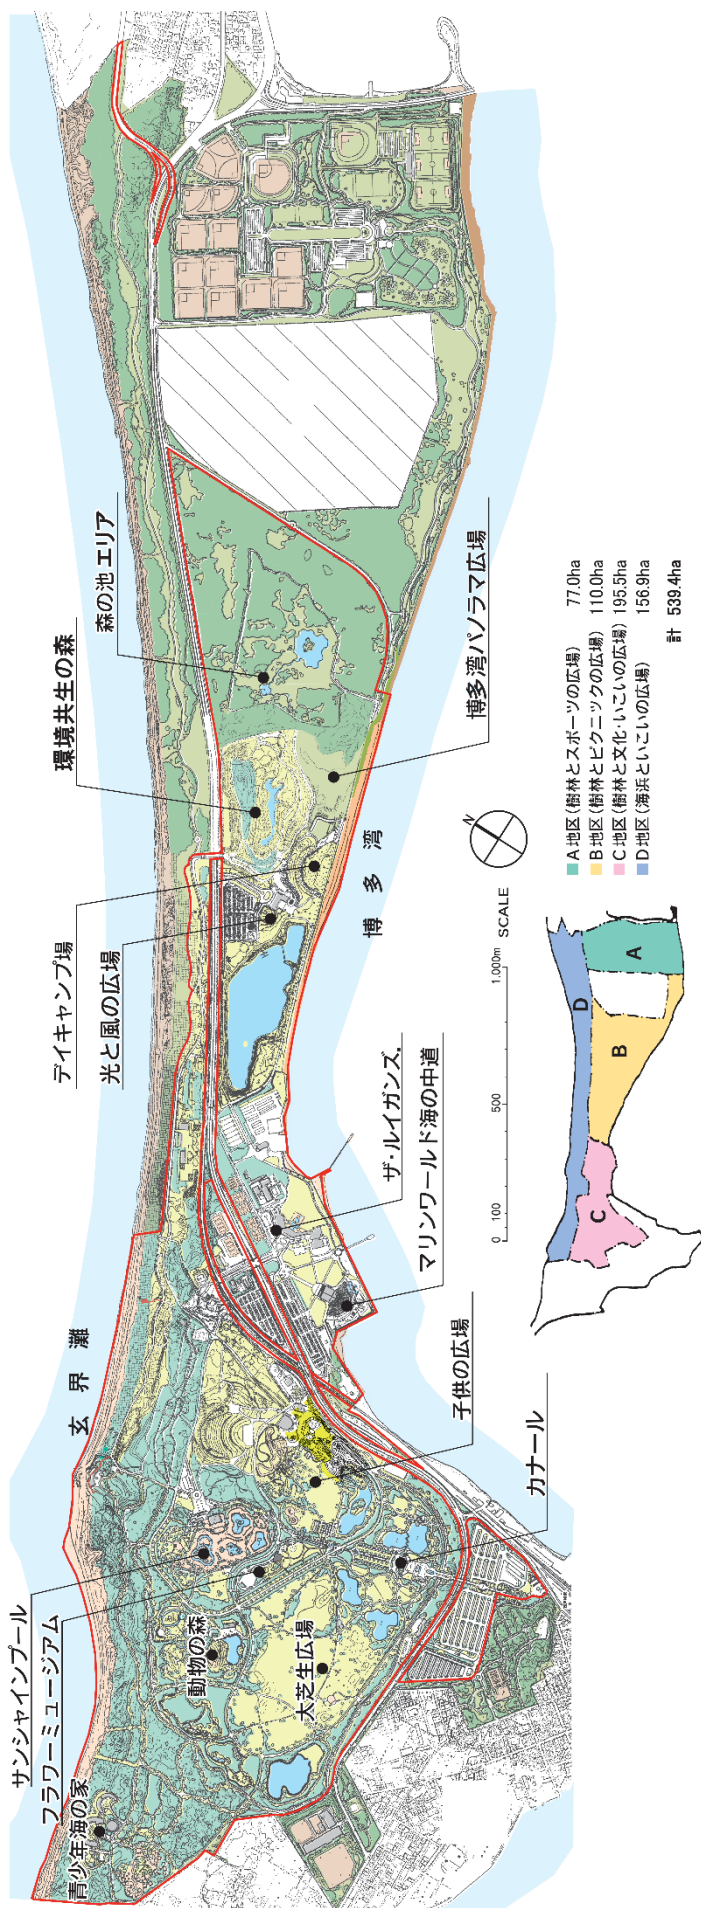 サンシャインプール
フラワーミュージアム
青少年海の家
動物の森
大芝生広場
玄界灘
子供の広場
カナール
マリンワールド海の中道
ザ・ルイガンズ.
デイキャンプ場
光と風の広場
環境共生の森
森の池エリア
博多湾パノラマ広場
博多湾
N
0 100 500 1.000m SCALE
A地区(樹林とスポーツの広場) 77.0ha
B地区(樹林とピクニックの広場) 110.0ha
C地区(樹林と文化・いこいの広場) 195.5ha
D地区(海浜といこいの広場) 156.9ha
計 539.4ha
D
A
B
C